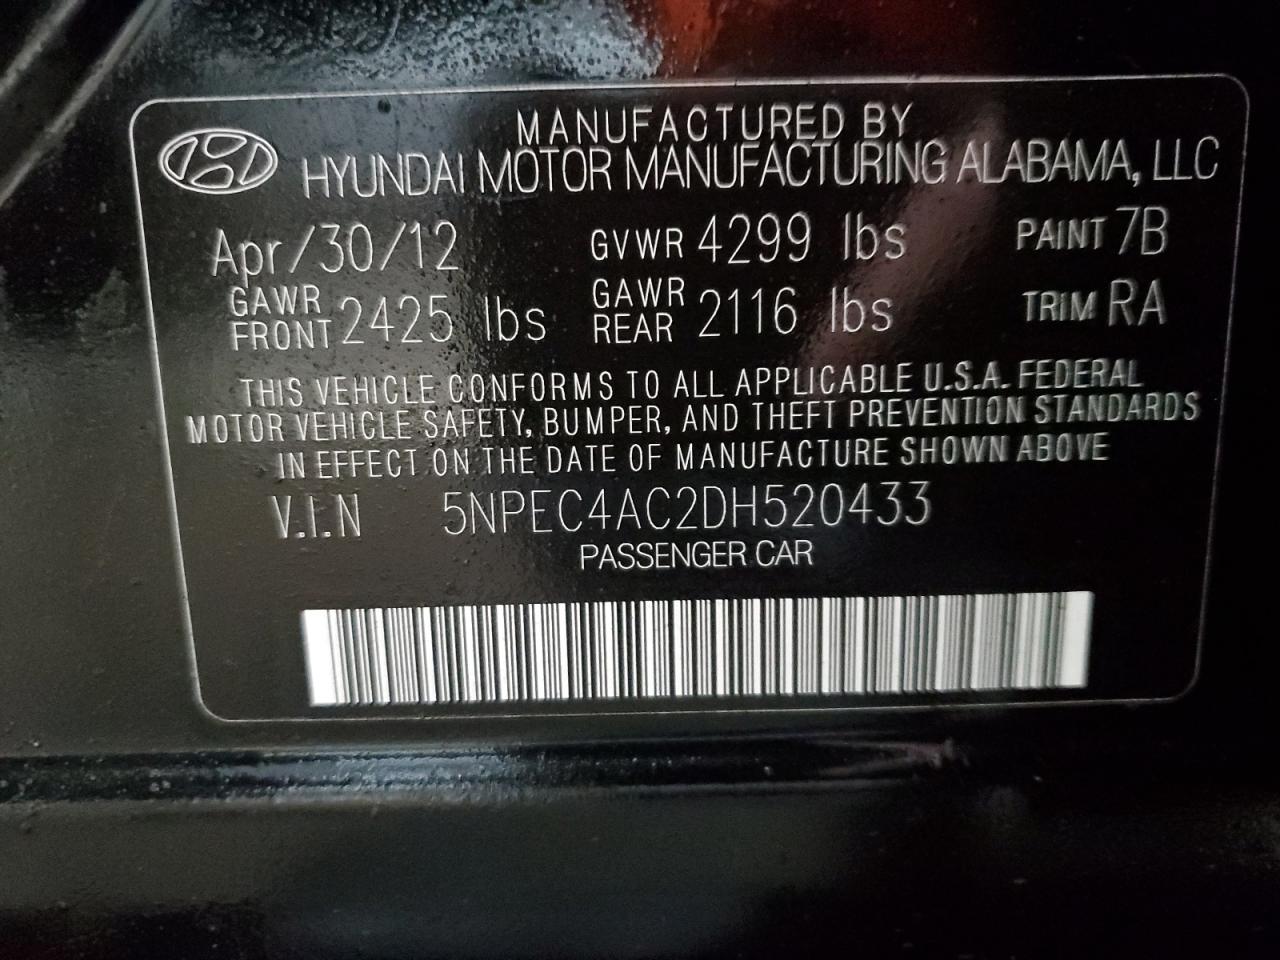 MANUFACTURED BY
HYUNDAI MOTOR MANUFACTURING ALABAMA, LLC
Apr/30/12 GVWR 4299 lbs PAINT 7B
GAWR FRONT 2425 lbs GAWR REAR 2116 lbs TRIM RA
THIS VEHICLE CONFORMS TO ALL APPLICABLE U.S.A. FEDERAL
MOTOR VEHICLE SAFETY, BUMPER, AND THEFT PREVENTION STANDARDS
IN EFFECT ON THE DATE OF MANUFACTURE SHOWN ABOVE
V.I.N 5NPEC4AC2DH520433
PASSENGER CAR